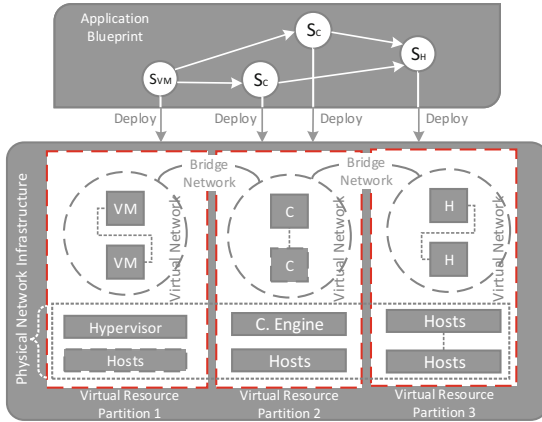 Application
Blueprint
SC
SH
SVM
SC
Deploy
Deploy
Deploy
Deploy
Physical Network Infrastructure
Bridge
Network
Bridge
Network
VM
VM
Virtual Network
C
C
Virtual Network
H
H
Virtual Network
Hypervisor
Hosts
C. Engine
Hosts
Hosts
Hosts
Virtual Resource
Partition 1
Virtual Resource
Partition 2
Virtual Resource
Partition 3